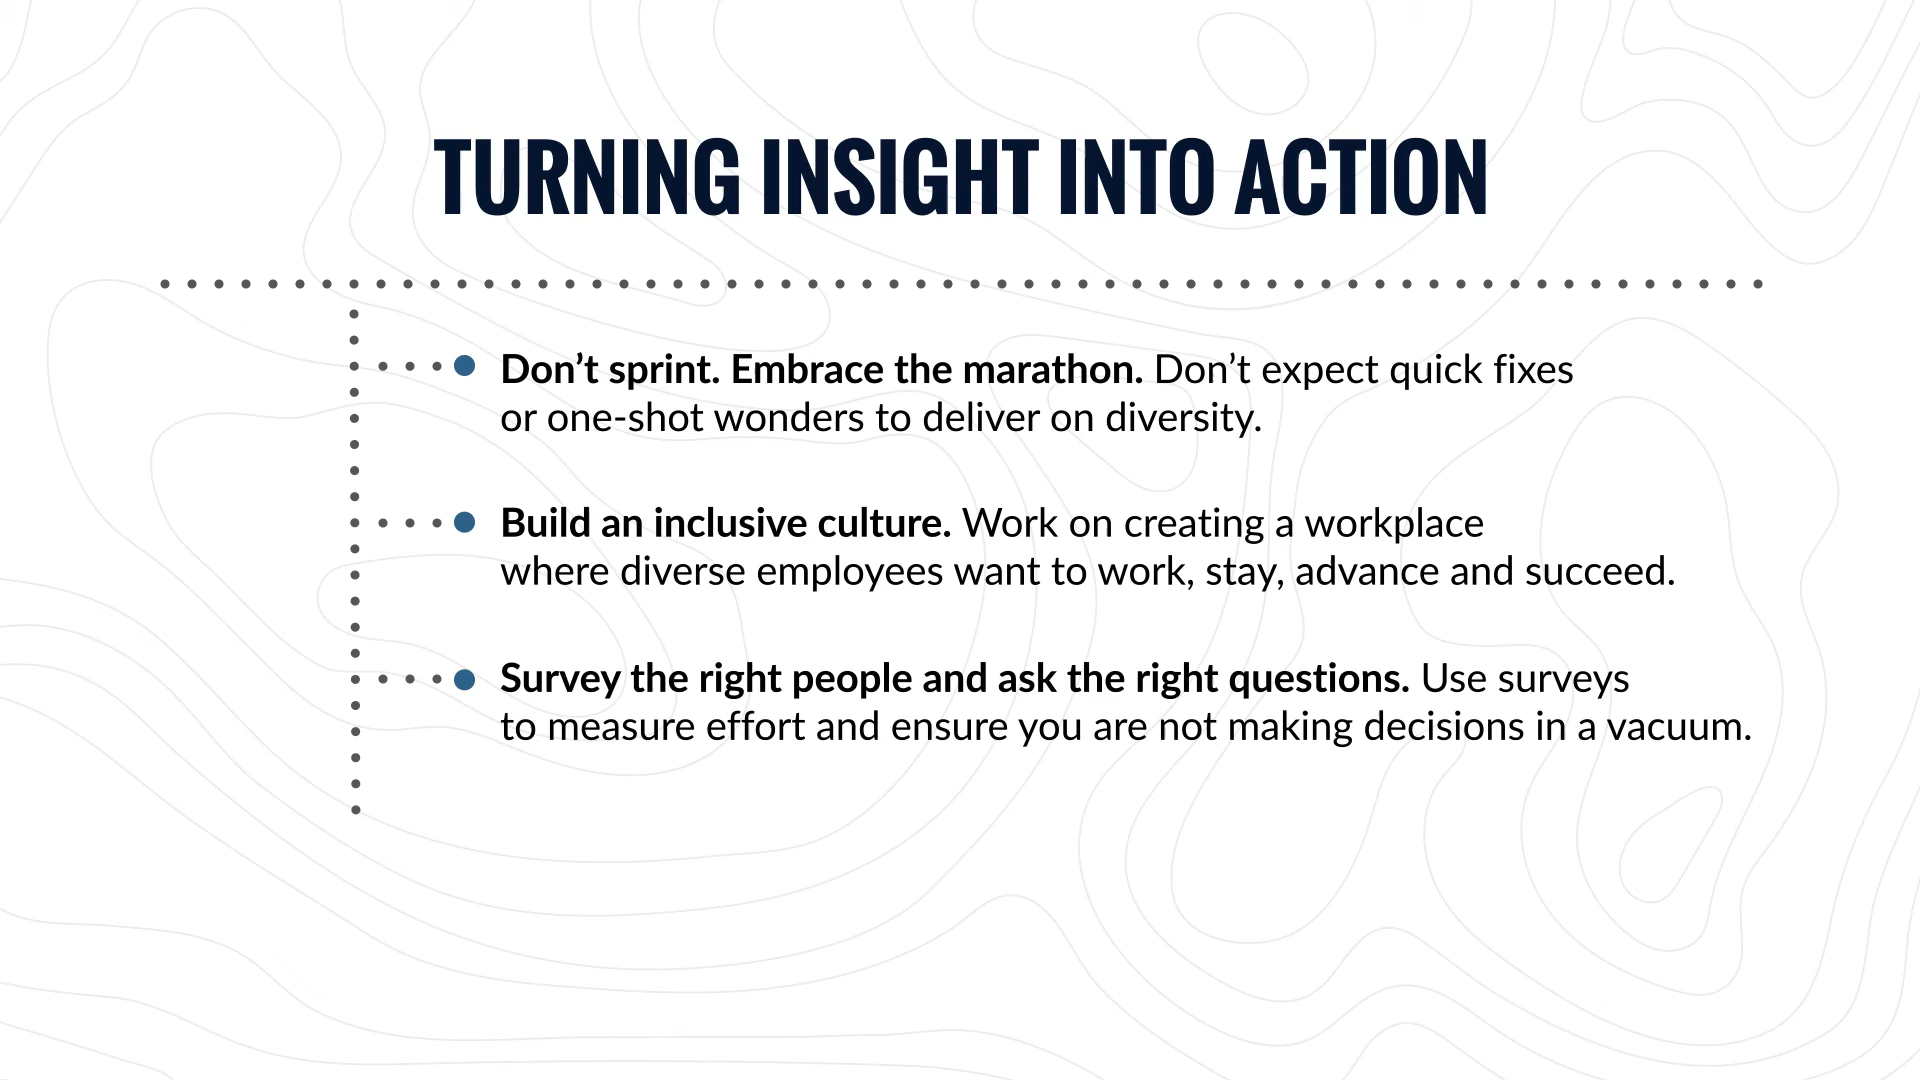 TURNING INSIGHT INTO ACTION
Don’t sprint. Embrace the marathon. Don’t expect quick fixes
or one-shot wonders to deliver on diversity.
Build an inclusive culture. Work on creating a workplace
where diverse employees want to work, stay, advance and succeed.
Survey the right people and ask the right questions. Use surveys
to measure effort and ensure you are not making decisions in a vacuum.